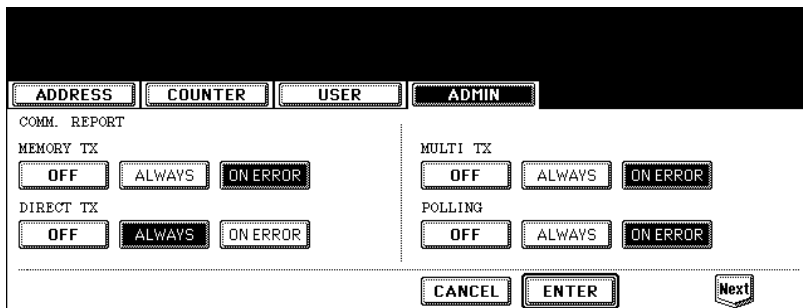 ADDRESS COUNTER USER ADMIN
COMM. REPORT
MEMORY TX
OFF ALWAYS ON ERROR
MULTI TX
OFF ALWAYS ON ERROR
DIRECT TX
OFF ALWAYS ON ERROR
POLLING
OFF ALWAYS ON ERROR
CANCEL ENTER Next